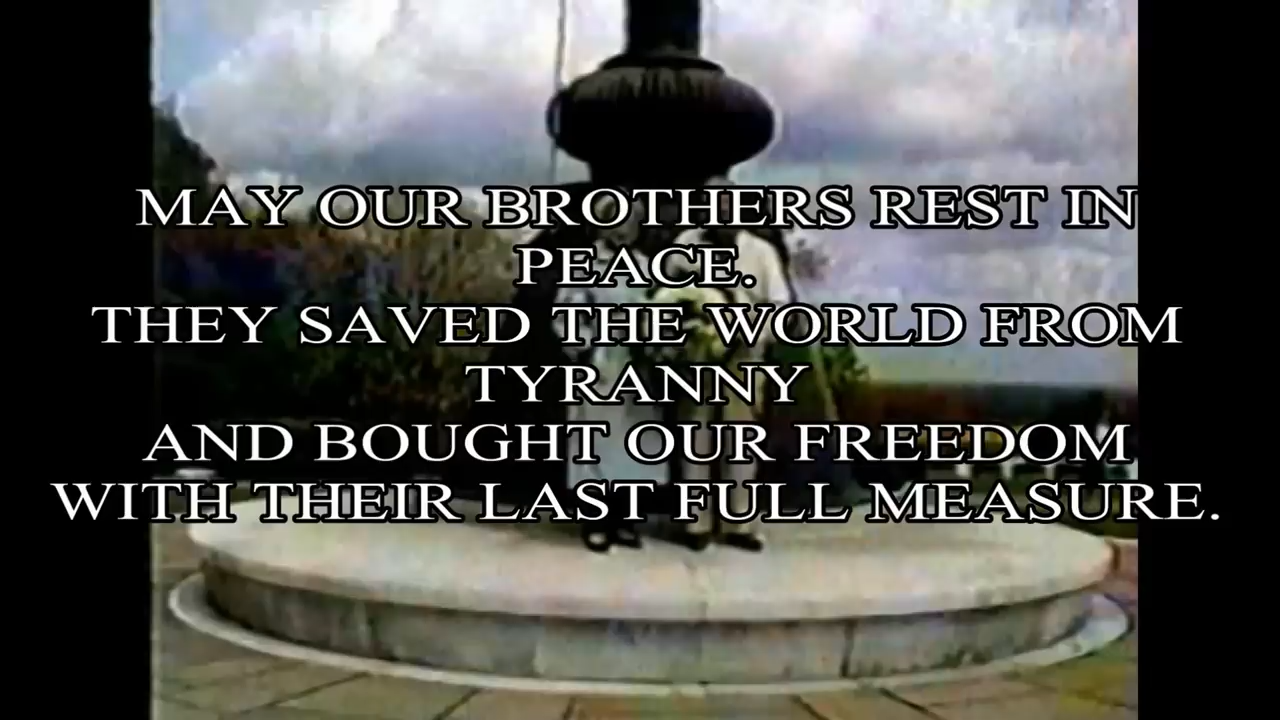 MAY OUR BROTHERS REST IN
PEACE.
THEY SAVED THE WORLD FROM
TYRANNY
AND BOUGHT OUR FREEDOM
WITH THEIR LAST FULL MEASURE.